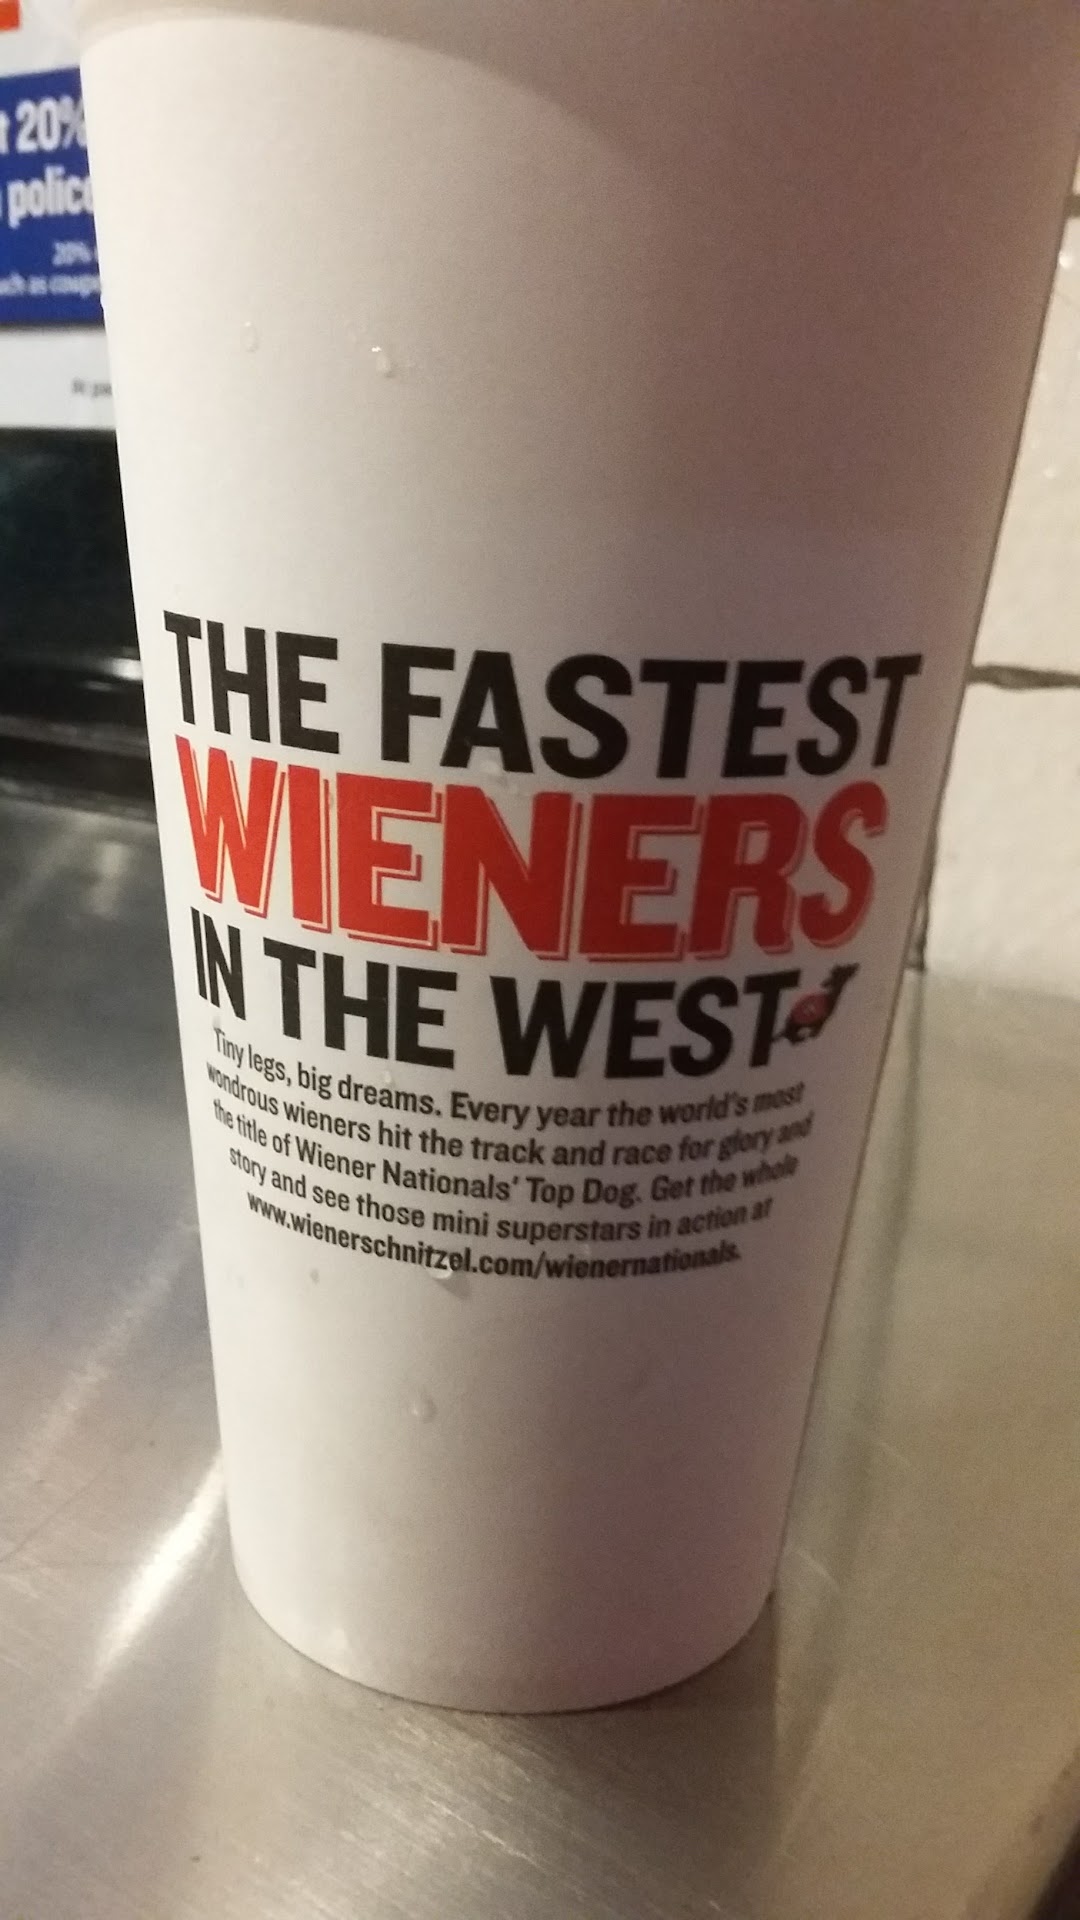 20%
police
20%
THE FASTEST
WIENERS
IN THE WEST
Tiny legs, big dreams. Every year the world's most
wondrous wieners hit the track and race for glory and
the title of Wiener Nationals' Top Dog. Get the whole
story and see those mini superstars in action at
www.wienerschnitzel.com/wienernationals.